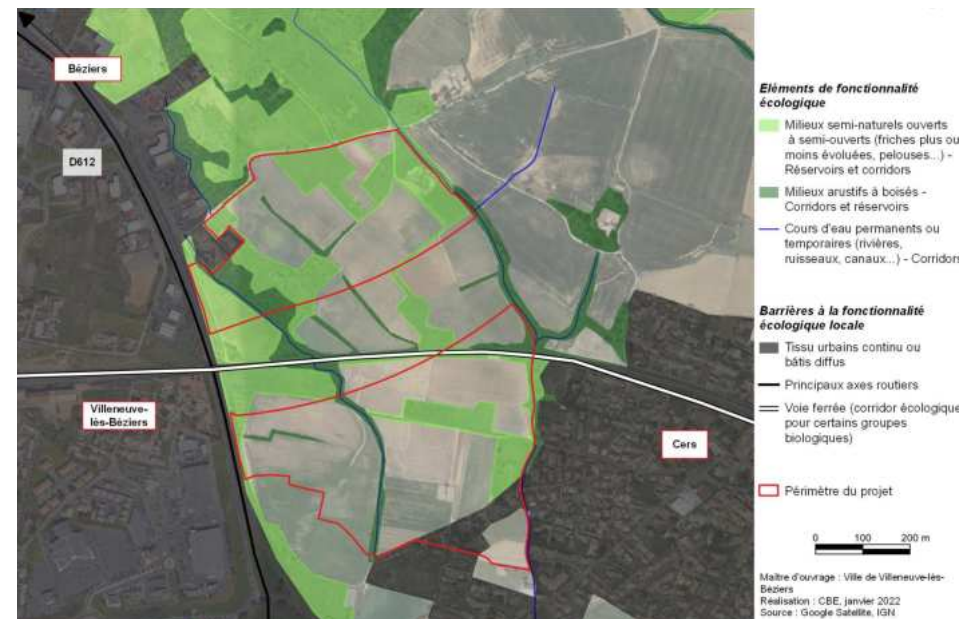 Béziers
D612
Villeneuve-
lès-Béziers
Cers
Eléments de fonctionnalité
écologique
Milieux semi-naturels ouverts
à semi-ouverts (friches plus ou
moins évoluées, pelouses...) -
Réservoirs et corridors
Milieux arustifs à boisés -
Corridors et réservoirs
Cours d'eau permanents ou
temporaires (rivières,
ruisseaux, canaux...) - Corridors
Barrières à la fonctionnalité
écologique locale
Tissu urbains continu ou
bâtis diffus
Principaux axes routiers
Voie ferrée (corridor écologique
pour certains groupes
biologiques)
Périmètre du projet
0 100 200 m
Maître d'ouvrage : Ville de Villeneuve-lès-
Béziers
Réalisation : CBE, janvier 2022
Source : Google Satellite, IGN